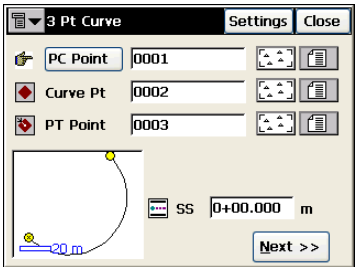 3 Pt Curve Settings Close
PC Point 0001
Curve Pt 0002
PT Point 0003
20 m
SS 0+00.000 m
Next >>